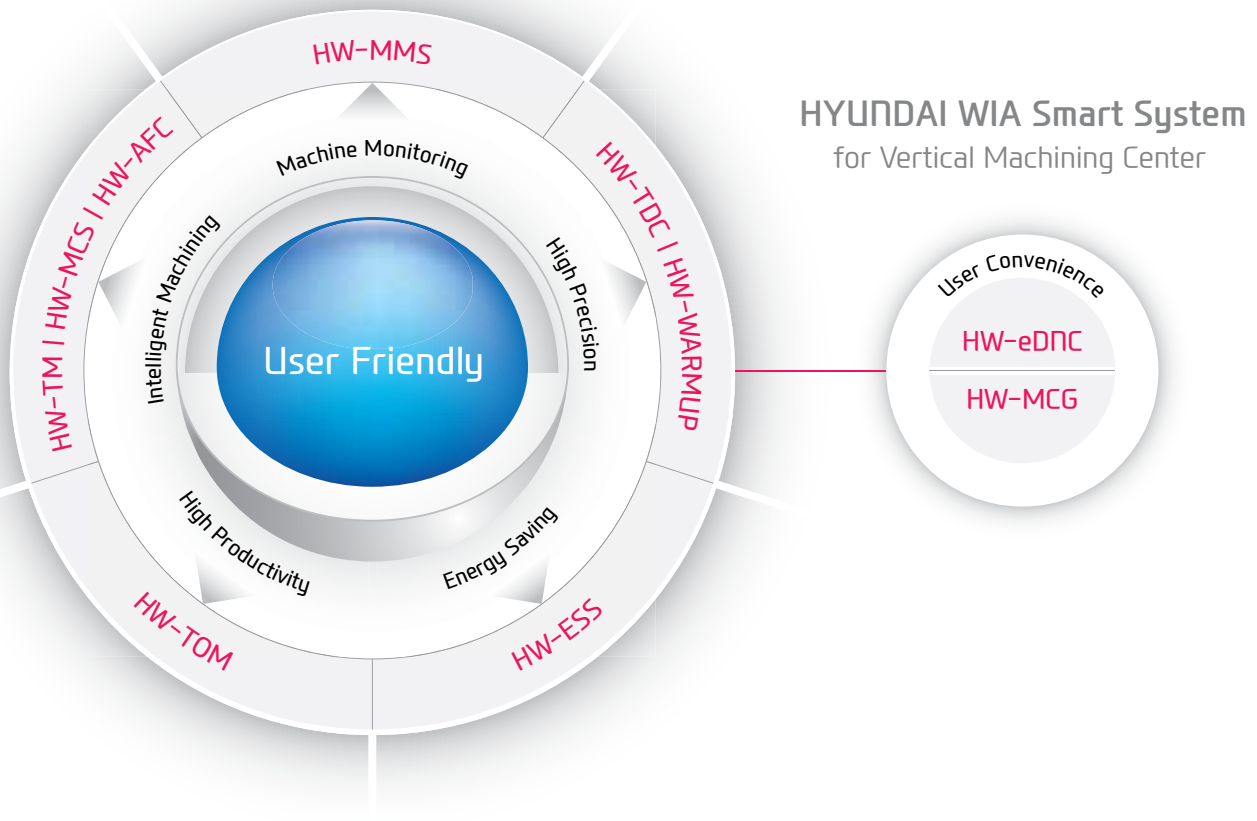 HYUNDAI WIA Smart System
for Vertical Machining Center
HW-MMS
Machine Monitoring
HW-TDC | HW-WARMUP
High Precision
HW-ESS
Energy Saving
HW-TOM
High Productivity
HW-TM | HW-MCS | HW-AFC
Intelligent Machining
User Friendly
User Convenience
HW-eDNC
HW-MCG